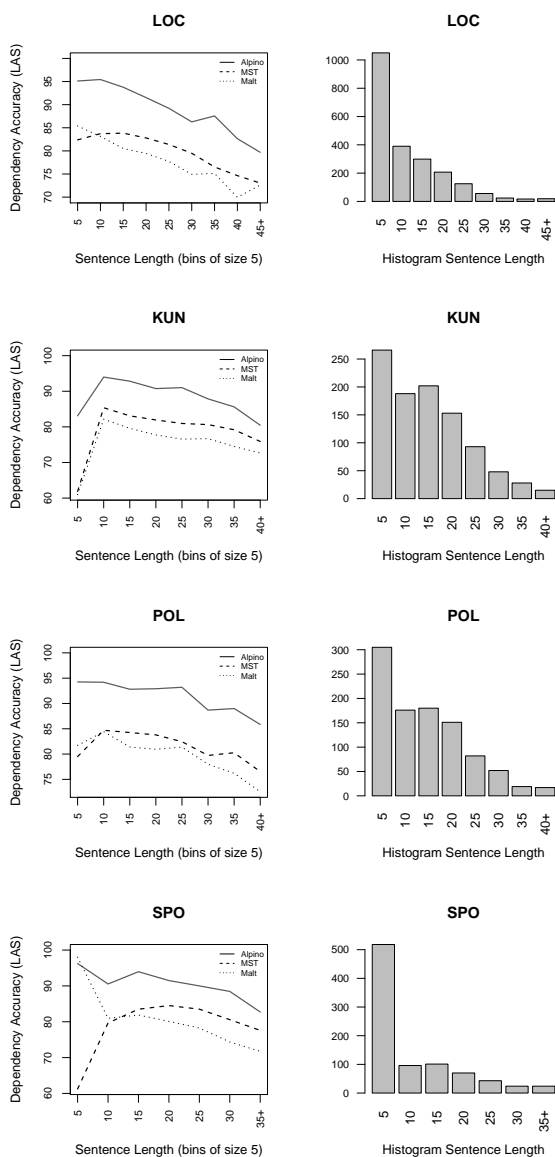 LOC
Dependency Accuracy (LAS)
95
90
85
80
75
70
Alpino
MST
Malt
5 10 15 20 25 30 35 40 45+
Sentence Length (bins of size 5)
LOC
1000
800
600
400
200
0
5 10 15 20 25 30 35 40 45+
Histogram Sentence Length
KUN
Dependency Accuracy (LAS)
100
90
80
70
60
Alpino
MST
Malt
5 10 15 20 25 30 35 40+
Sentence Length (bins of size 5)
KUN
250
200
150
100
50
0
5 10 15 20 25 30 35 40+
Histogram Sentence Length
POL
Dependency Accuracy (LAS)
100
95
90
85
80
75
Alpino
MST
Malt
5 10 15 20 25 30 35 40+
Sentence Length (bins of size 5)
POL
300
250
200
150
100
50
0
5 10 15 20 25 30 35 40+
Histogram Sentence Length
SPO
Dependency Accuracy (LAS)
100
90
80
70
60
Alpino
MST
Malt
5 10 15 20 25 30 35+
Sentence Length (bins of size 5)
SPO
500
400
300
200
100
0
5 10 15 20 25 30 35+
Histogram Sentence Length